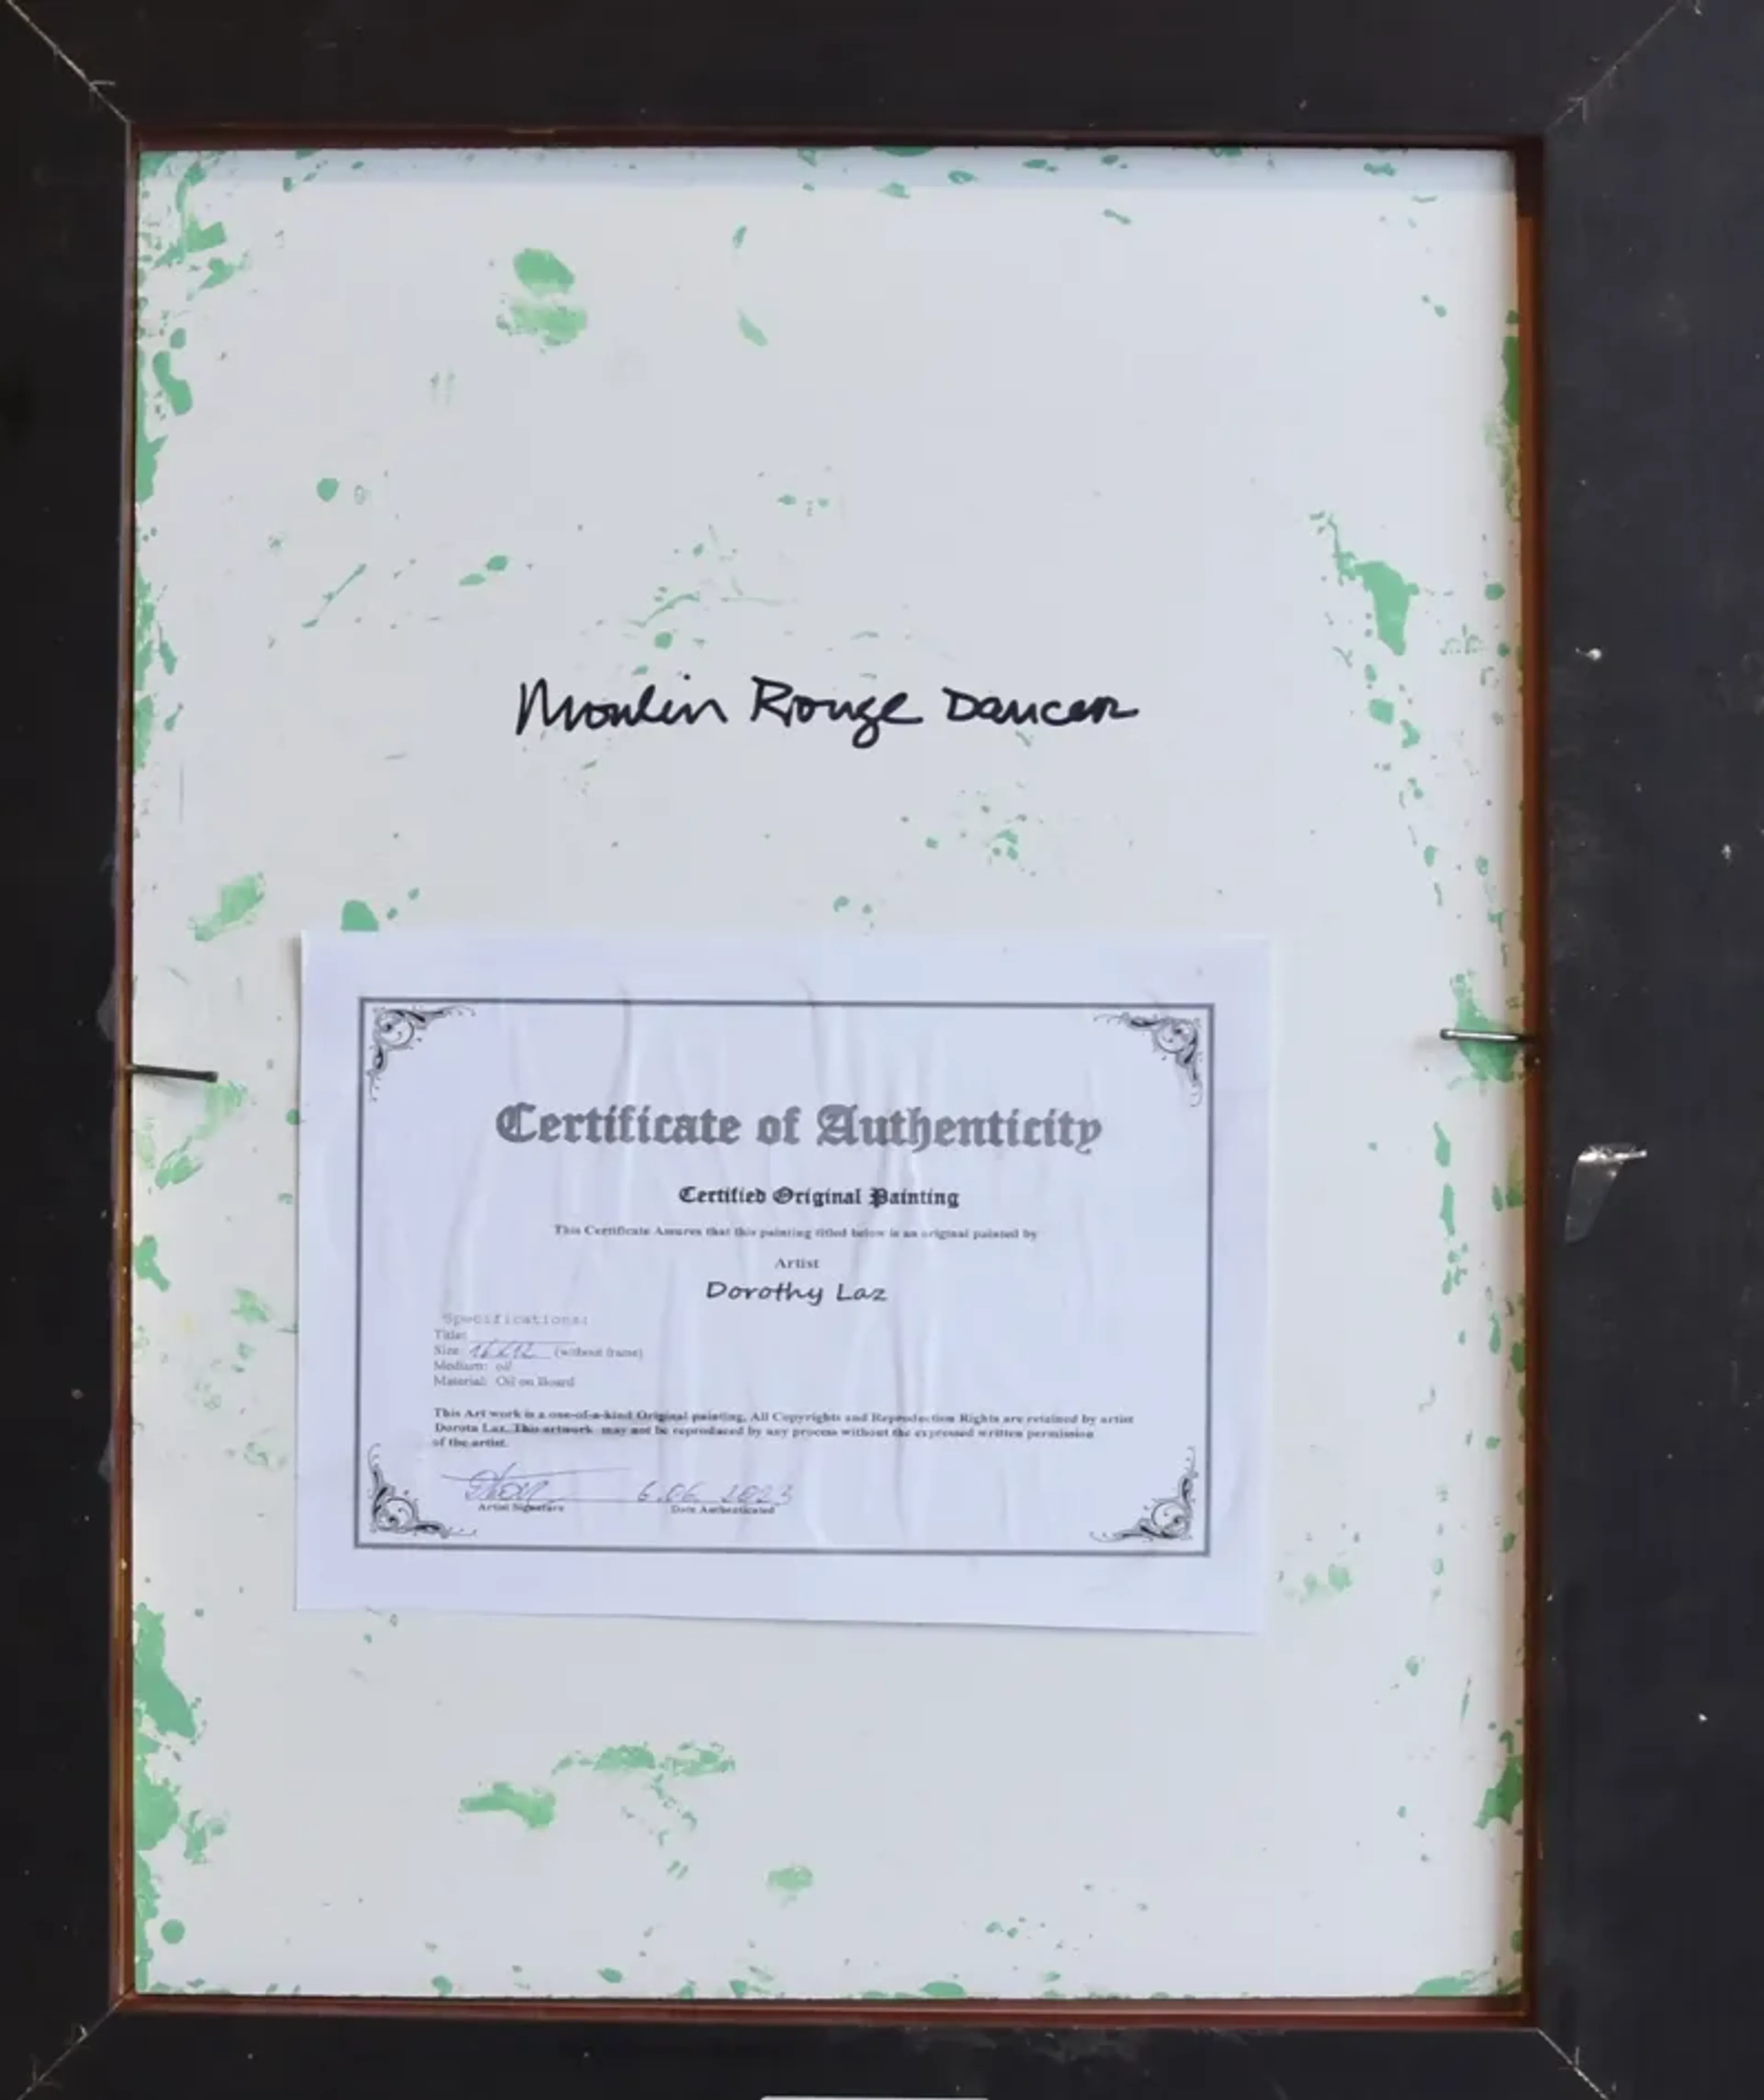 Moulin Rouge Dancer
Certificate of Authenticity
Certified Original Painting
This Certificate Assures that this painting titled below is an original painted by
Artist
Dorothy Laz
Specifications:
Title:
Size: 16x12 (without frame)
Medium: oil
Material: Oil on Board
This Art work is a one-of-a-kind Original painting, All Copyrights and Reproduction Rights are retained by artist
Dorota Laz. This artwork may not be reproduced by any process without the expressed written permission
of the artist.
6.06.2023
Artist Signature Date Authenticated